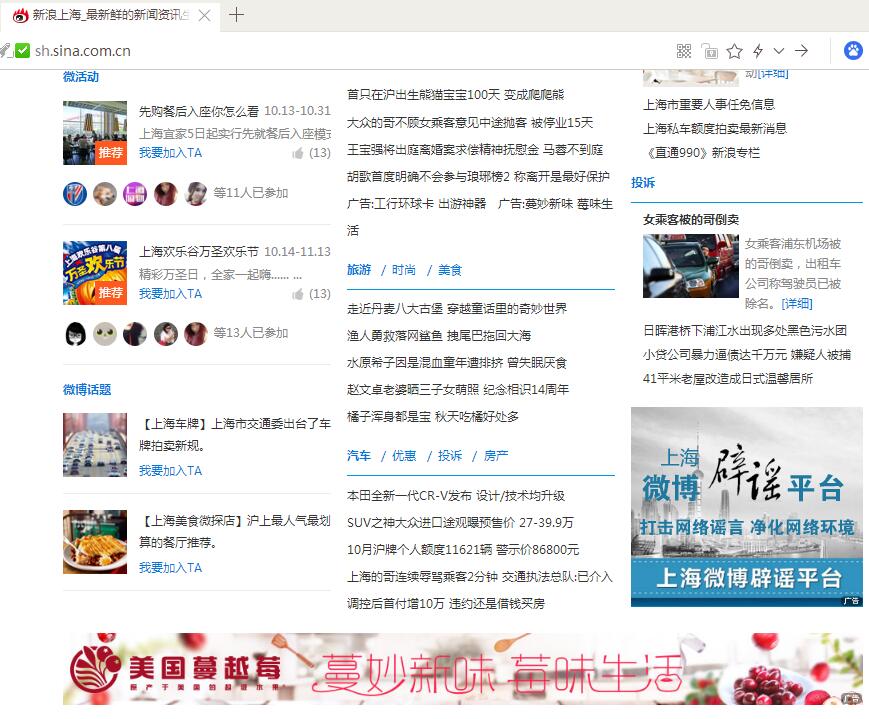 新浪上海_最新鲜的新闻资讯
sh.sina.com.cn
微活动
先购餐后入座你怎么看 10.13-10.31
上海宜家5日起实行先就餐后入座模式
推荐
我要加入TA
(13)
等11人已参加
上海欢乐谷万圣欢乐节 10.14-11.13
上海欢乐谷第八届
万圣欢乐节
精彩万圣日，全家一起嗨...... ...
推荐
我要加入TA
(13)
等13人已参加
微博话题
【上海车牌】上海市交通委出台了车
牌拍卖新规。
我要加入TA
【上海美食微探店】沪上最人气最划
算的餐厅推荐。
我要加入TA
首只在沪出生熊猫宝宝100天 变成爬爬熊
大众的哥不顾女乘客意见中途抛客 被停业15天
王宝强将出庭离婚案求偿精神抚慰金 马蓉不到庭
胡歌首度明确不会参与琅琊榜2 称离开是最好保护
广告:工行环球卡 出游神器 广告:蔓妙新味 莓味生
活
旅游 / 时尚 / 美食
走近丹麦八大古堡 穿越童话里的奇妙世界
渔人勇救落网鲨鱼 拽尾巴拖回大海
水原希子因是混血童年遭排挤 曾失眠厌食
赵文卓老婆晒三子女萌照 纪念相识14周年
橘子浑身都是宝 秋天吃橘好处多
汽车 / 优惠 / 投诉 / 房产
本田全新一代CR-V发布 设计/技术均升级
SUV之神大众进口途观曝预售价 27-39.9万
10月沪牌个人额度11621辆 警示价86800元
上海的哥连续辱骂乘客2分钟 交通执法总队:已介入
调控后首付增10万 违约还是借钱买房
动[详细]
上海市重要人事任免信息
上海私车额度拍卖最新消息
《直通990》新浪专栏
投诉
女乘客被的哥倒卖
女乘客浦东机场被
的哥倒卖，出租车
公司称驾驶员已被
除名。[详细]
日晖港桥下浦江水出现多处黑色污水团
小贷公司暴力逼债达千万元 嫌疑人被捕
41平米老屋改造成日式温馨居所
上海
微博 辟谣 平台
打击网络谣言 净化网络环境
上海微博辟谣平台
广告
美国蔓越莓
原产于美国的超级水果
蔓妙新味 莓味生活
广告